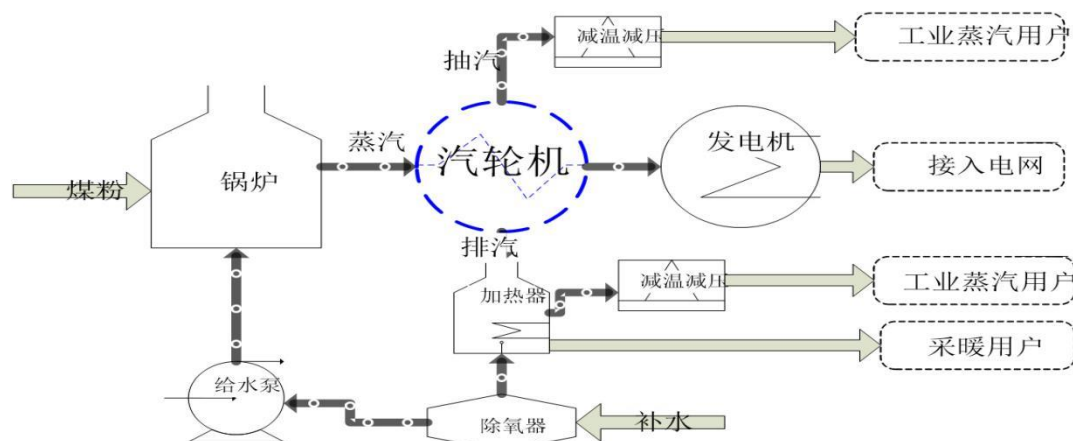 减温减压
工业蒸汽用户
抽汽
蒸汽
汽轮机
发电机
接入电网
锅炉
煤粉
排汽
加热器
减温减压
工业蒸汽用户
采暖用户
给水泵
除氧器
补水